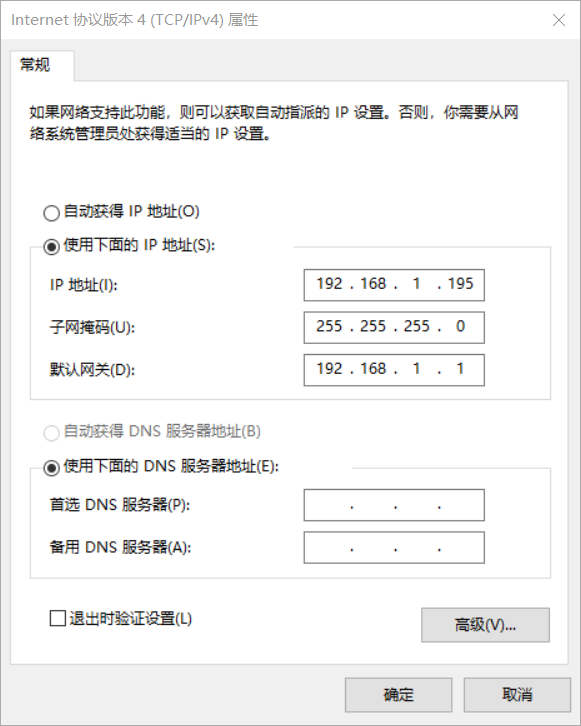 Internet 协议版本 4 (TCP/IPv4) 属性
常规
如果网络支持此功能，则可以获取自动指派的 IP 设置。否则，你需要从网
络系统管理员处获得适当的 IP 设置。
自动获得 IP 地址(O)
使用下面的 IP 地址(S):
IP 地址(I): 192 . 168 . 1 . 195
子网掩码(U): 255 . 255 . 255 . 0
默认网关(D): 192 . 168 . 1 . 1
自动获得 DNS 服务器地址(B)
使用下面的 DNS 服务器地址(E):
首选 DNS 服务器(P): . . .
备用 DNS 服务器(A): . . .
退出时验证设置(L)
高级(V)...
确定 取消